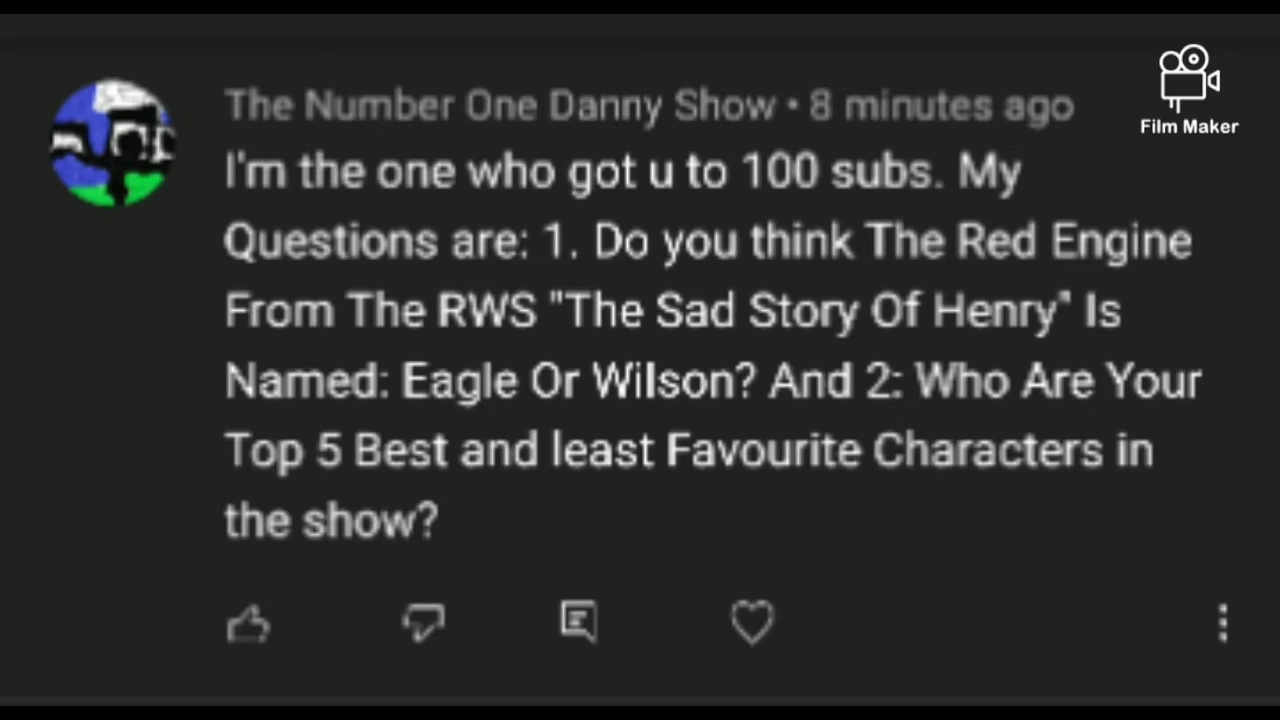 The Number One Danny Show • 8 minutes ago
Film Maker
I'm the one who got u to 100 subs. My
Questions are: 1. Do you think The Red Engine
From The RWS "The Sad Story Of Henry" Is
Named: Eagle Or Wilson? And 2: Who Are Your
Top 5 Best and least Favourite Characters in
the show?